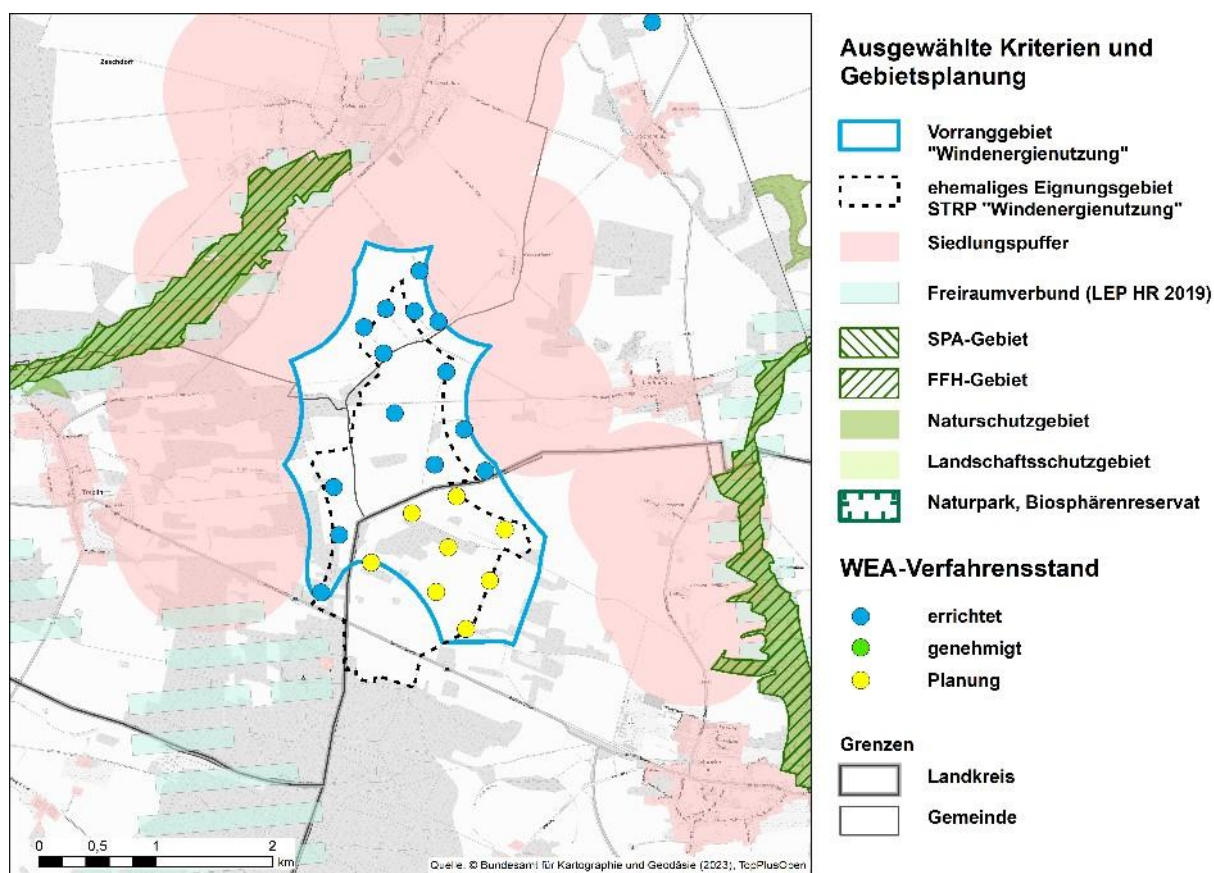 Zeschdorf
Treplin
0 0,5 1 2
km
Quelle: © Bundesamt für Kartographie und Geodäsie (2023), TopPlusOpen
Ausgewählte Kriterien und
Gebietsplanung
Vorranggebiet
"Windenergienutzung"
ehemaliges Eignungsgebiet
STRP "Windenergienutzung"
Siedlungspuffer
Freiraumverbund (LEP HR 2019)
SPA-Gebiet
FFH-Gebiet
Naturschutzgebiet
Landschaftsschutzgebiet
Naturpark, Biosphärenreservat
WEA-Verfahrensstand
errichtet
genehmigt
Planung
Grenzen
Landkreis
Gemeinde